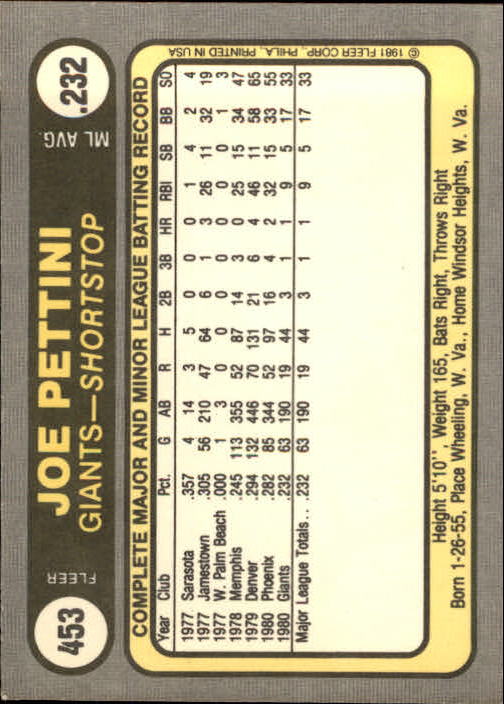 453
FLEER
JOE PETTINI
GIANTS—SHORTSTOP
ML AVG.
.232
COMPLETE MAJOR AND MINOR LEAGUE BATTING RECORD
Year Club Pct. G AB R H 2B 3B HR RBI SB BB SO
1977 Sarasota .357 4 14 3 5 0 0 0 1 4 2 4
1977 Jamestown .305 56 210 47 64 6 1 3 26 11 32 19
1977 W. Palm Beach .000 1 3 0 0 0 0 0 0 0 1 3
1978 Memphis .245 113 355 52 87 14 3 0 25 15 34 47
1979 Denver .294 132 446 70 131 21 6 4 46 11 58 65
1980 Phoenix .282 85 344 52 97 16 4 2 32 15 33 55
1980 Giants .232 63 190 19 44 3 1 1 9 5 17 33
Major League Totals . . .232 63 190 19 44 3 1 1 9 5 17 33
Height 5'10", Weight 165, Bats Right, Throws Right
Born 1-26-55, Place Wheeling, W. Va., Home Windsor Heights, W. Va.
© 1981 FLEER CORP., PHILA., PRINTED IN USA